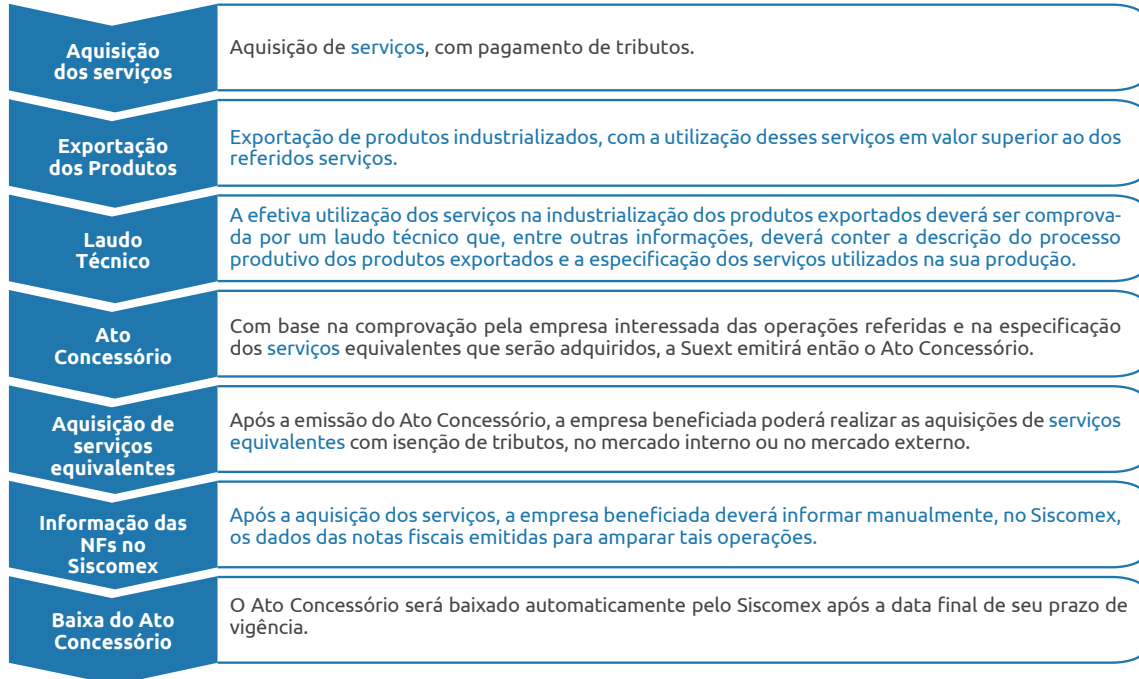 Aquisição
dos serviços
Aquisição de serviços, com pagamento de tributos.
Exportação
dos Produtos
Exportação de produtos industrializados, com a utilização desses serviços em valor superior ao dos
referidos serviços.
Laudo
Técnico
A efetiva utilização dos serviços na industrialização dos produtos exportados deverá ser comprova-
da por um laudo técnico que, entre outras informações, deverá conter a descrição do processo
produtivo dos produtos exportados e a especificação dos serviços utilizados na sua produção.
Ato
Concessório
Com base na comprovação pela empresa interessada das operações referidas e na especificação
dos serviços equivalentes que serão adquiridos, a Suext emitirá então o Ato Concessório.
Aquisição de
serviços
equivalentes
Após a emissão do Ato Concessório, a empresa beneficiada poderá realizar as aquisições de serviços
equivalentes com isenção de tributos, no mercado interno ou no mercado externo.
Informação das
NFs no
Siscomex
Após a aquisição dos serviços, a empresa beneficiada deverá informar manualmente, no Siscomex,
os dados das notas fiscais emitidas para amparar tais operações.
Baixa do Ato
Concessório
O Ato Concessório será baixado automaticamente pelo Siscomex após a data final de seu prazo de
vigência.